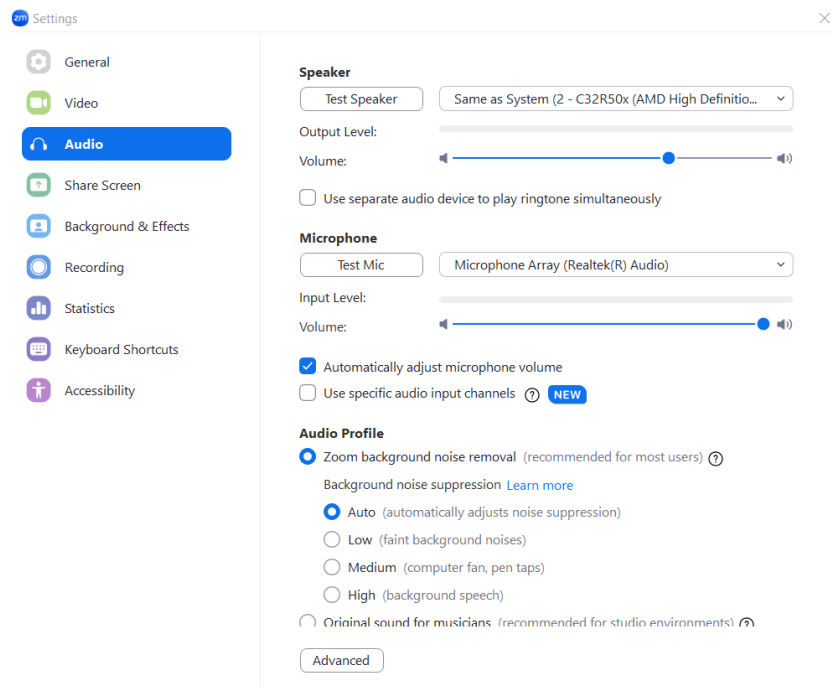 zm Settings
General
Video
Audio
Share Screen
Background & Effects
Recording
Statistics
Keyboard Shortcuts
Accessibility
Speaker
Test Speaker Same as System (2 - C32R50x (AMD High Definitio...
Output Level:
Volume:
Use separate audio device to play ringtone simultaneously
Microphone
Test Mic Microphone Array (Realtek(R) Audio)
Input Level:
Volume:
Automatically adjust microphone volume
Use specific audio input channels ? NEW
Audio Profile
Zoom background noise removal (recommended for most users) ?
Background noise suppression Learn more
Auto (automatically adjusts noise suppression)
Low (faint background noises)
Medium (computer fan, pen taps)
High (background speech)
Original sound for musicians (recommended for studio environments) ?
Advanced